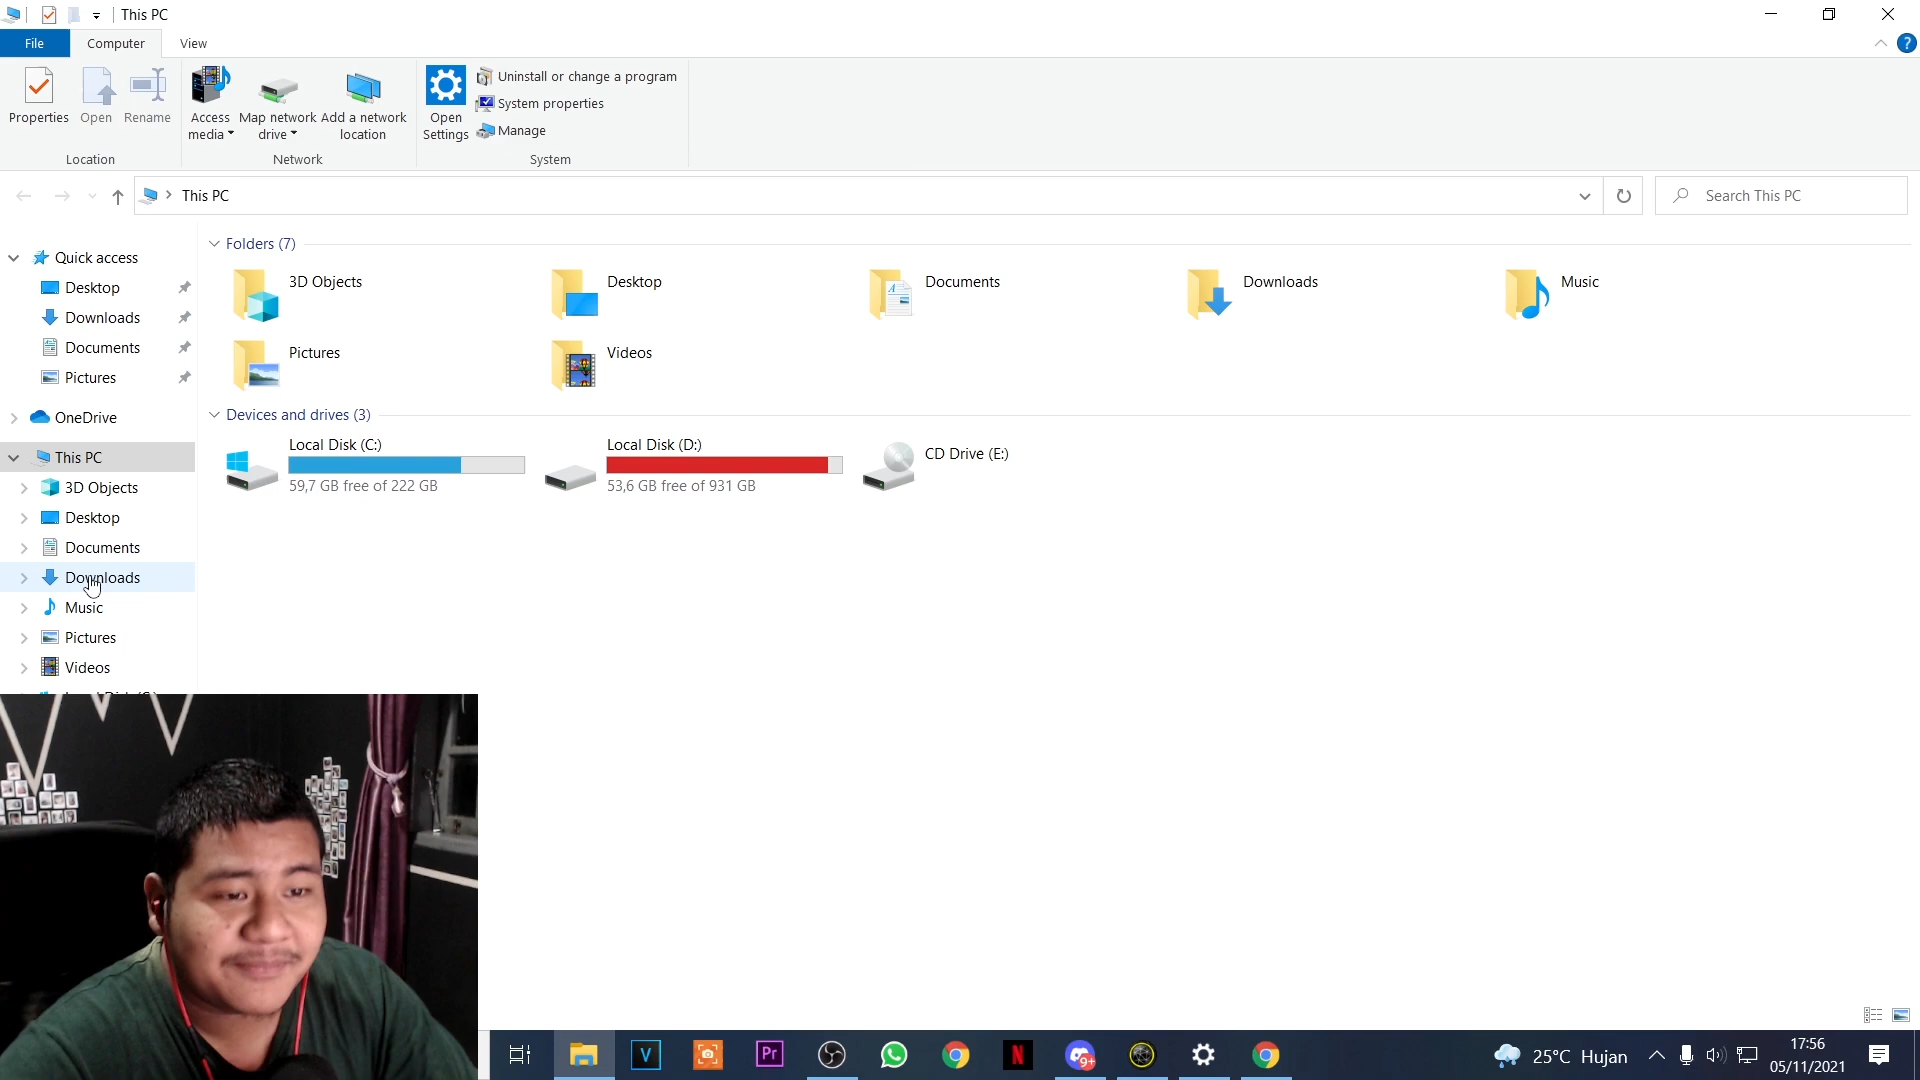 This PC
File
Computer
View
Properties
Open
Rename
Access media
Map network drive
Add a network location
Open Settings
Uninstall or change a program
System properties
Manage
Location
Network
System
This PC
Search This PC
Quick access
Desktop
Downloads
Documents
Pictures
OneDrive
This PC
3D Objects
Desktop
Documents
Downloads
Music
Pictures
Videos
Folders (7)
3D Objects
Desktop
Documents
Downloads
Music
Pictures
Videos
Devices and drives (3)
Local Disk (C:)
59,7 GB free of 222 GB
Local Disk (D:)
53,6 GB free of 931 GB
CD Drive (E:)
V
Pr
N
9+
25°C Hujan
17:56
05/11/2021